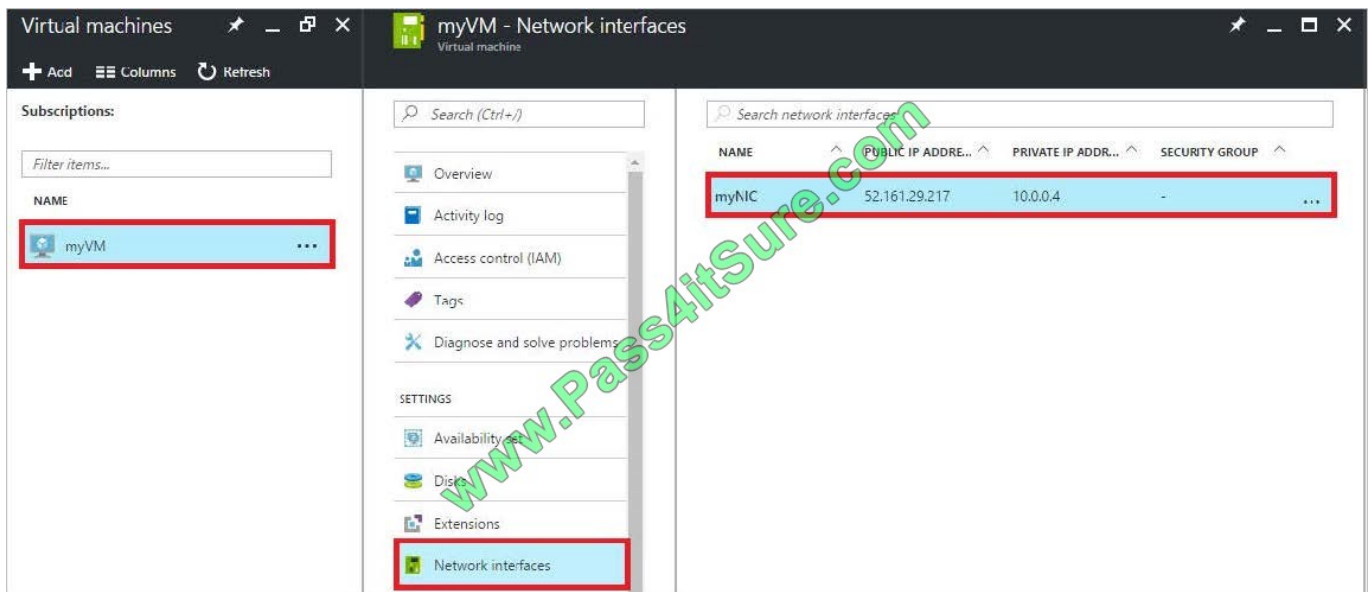 Virtual machines
Acd
Columns
Retresh
Subscriptions:
Filter items...
NAME
myVM
...
myVM - Network interfaces
Virtual machine
Search (Ctrl+/)
Overview
Activity log
Access control (IAM)
Tags
Diagnose and solve problems
SETTINGS
Availability set
Disks
Extensions
Network interfaces
Search network interfaces
NAME
PUBLIC IP ADDRE...
PRIVATE IP ADDR...
SECURITY GROUP
myNIC
52.161.29.217
10.0.0.4
-
...
www.Pass4itSure.com